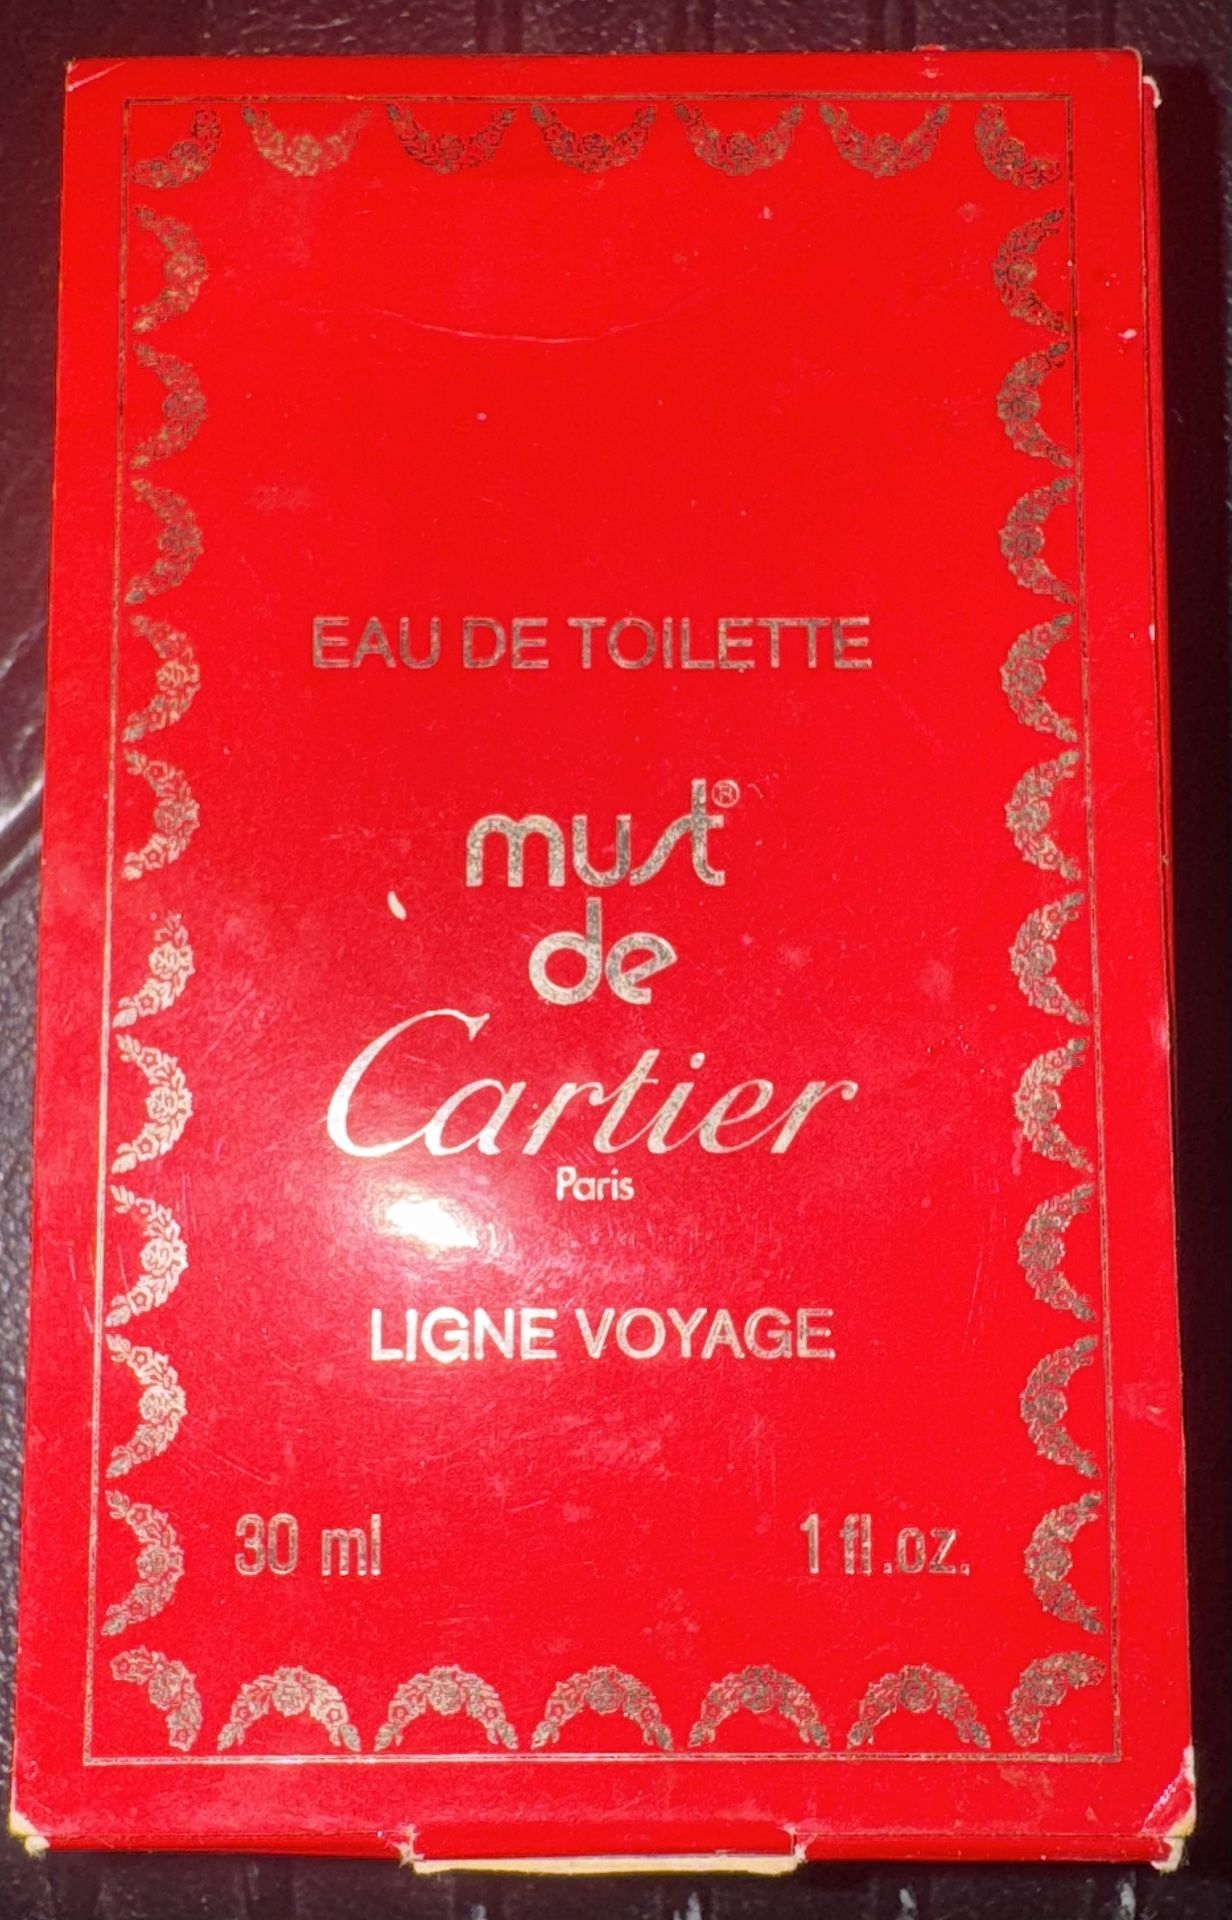 EAU DE TOILETTE
must®
de
Cartier
Paris
LIGNE VOYAGE
30 ml 1 fl.oz.